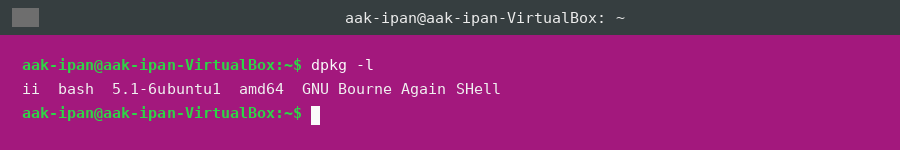 aak-ipan@aak-ipan-VirtualBox: ~
aak-ipan@aak-ipan-VirtualBox:~$ dpkg -l
ii  bash  5.1-6ubuntu1  amd64  GNU Bourne Again SHell
aak-ipan@aak-ipan-VirtualBox:~$